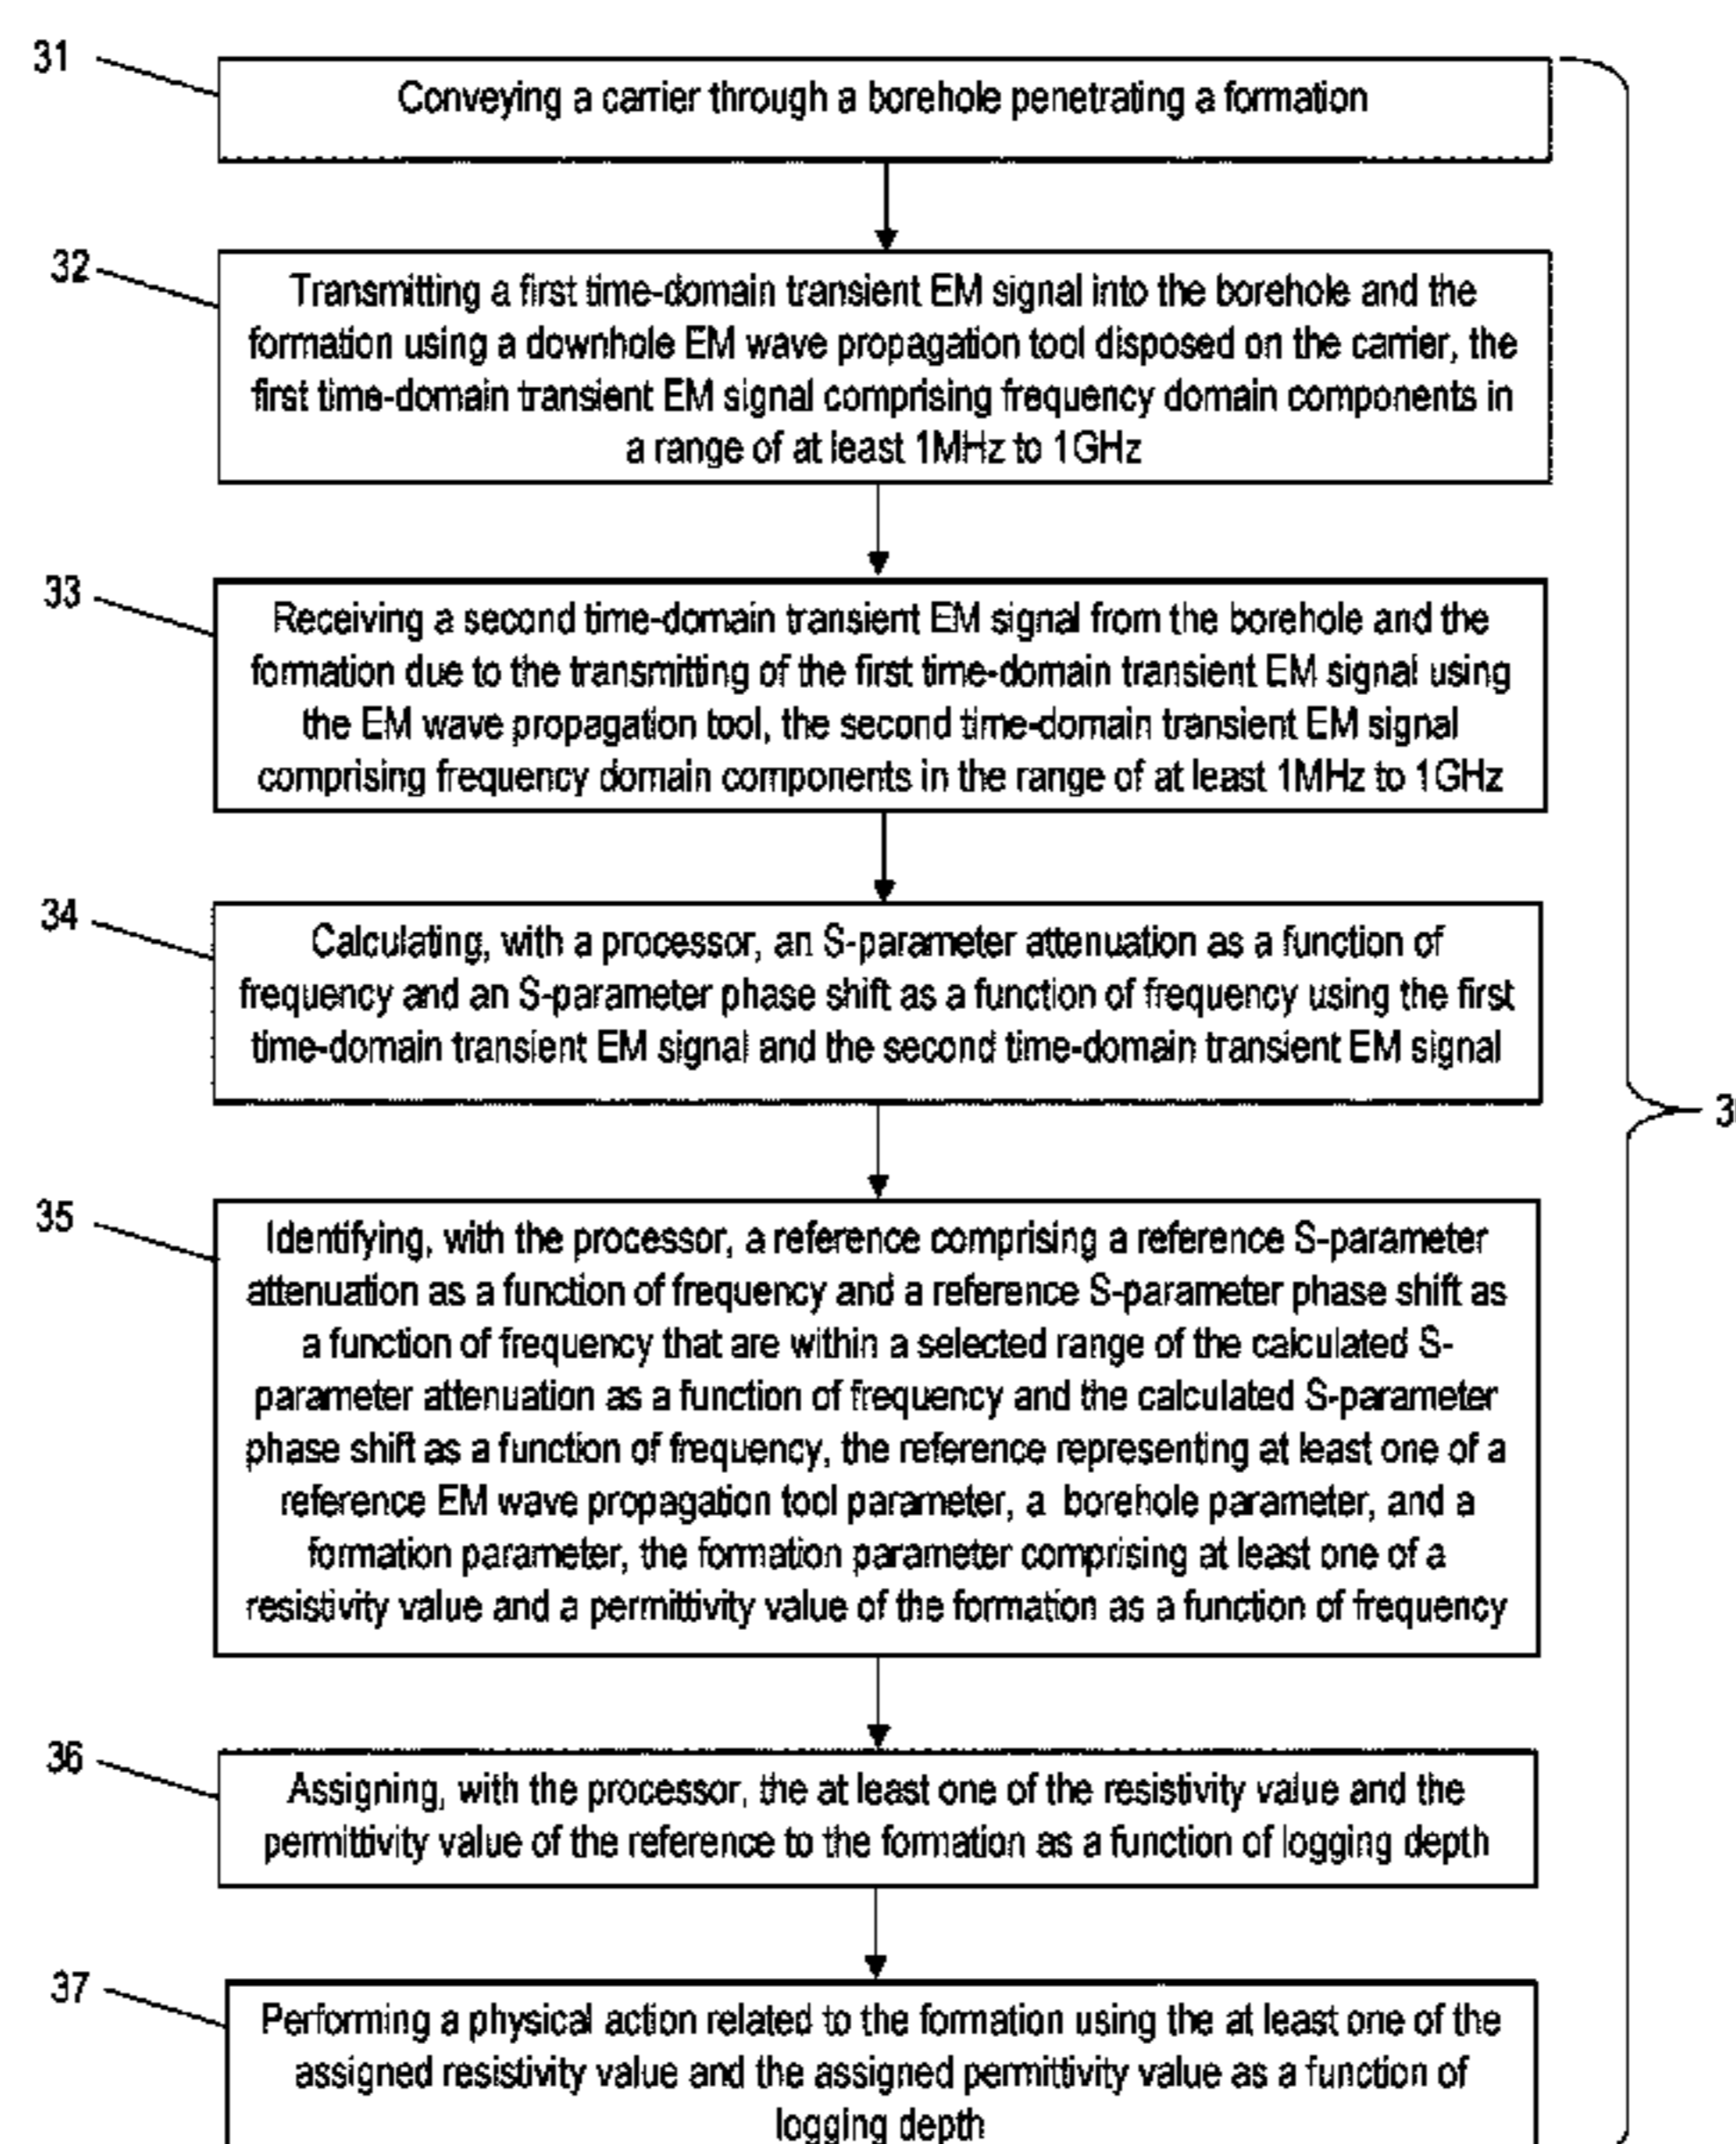 31
Conveying a carrier through a borehole penetrating a formation
32
Transmitting a first time-domain transient EM signal into the borehole and the
formation using a downhole EM wave propagation tool disposed on the carrier, the
first time-domain transient EM signal comprising frequency domain components in
a range of at least 1MHz to 1GHz
33
Receiving a second time-domain transient EM signal from the borehole and the
formation due to the transmitting of the first time-domain transient EM signal using
the EM wave propagation tool, the second time-domain transient EM signal
comprising frequency domain components in the range of at least 1MHz to 1GHz
34
Calculating, with a processor, an S-parameter attenuation as a function of
frequency and an S-parameter phase shift as a function of frequency using the first
time-domain transient EM signal and the second time-domain transient EM signal
3
35
Identifying, with the processor, a reference comprising a reference S-parameter
attenuation as a function of frequency and a reference S-parameter phase shift as
a function of frequency that are within a selected range of the calculated S-
parameter attenuation as a function of frequency and the calculated S-parameter
phase shift as a function of frequency, the reference representing at least one of a
reference EM wave propagation tool parameter, a borehole parameter, and a
formation parameter, the formation parameter comprising at least one of a
resistivity value and a permittivity value of the formation as a function of frequency
36
Assigning, with the processor, the at least one of the resistivity value and the
permittivity value of the reference to the formation as a function of logging depth
37
Performing a physical action related to the formation using the at least one of the
assigned resistivity value and the assigned permittivity value as a function of
logging depth